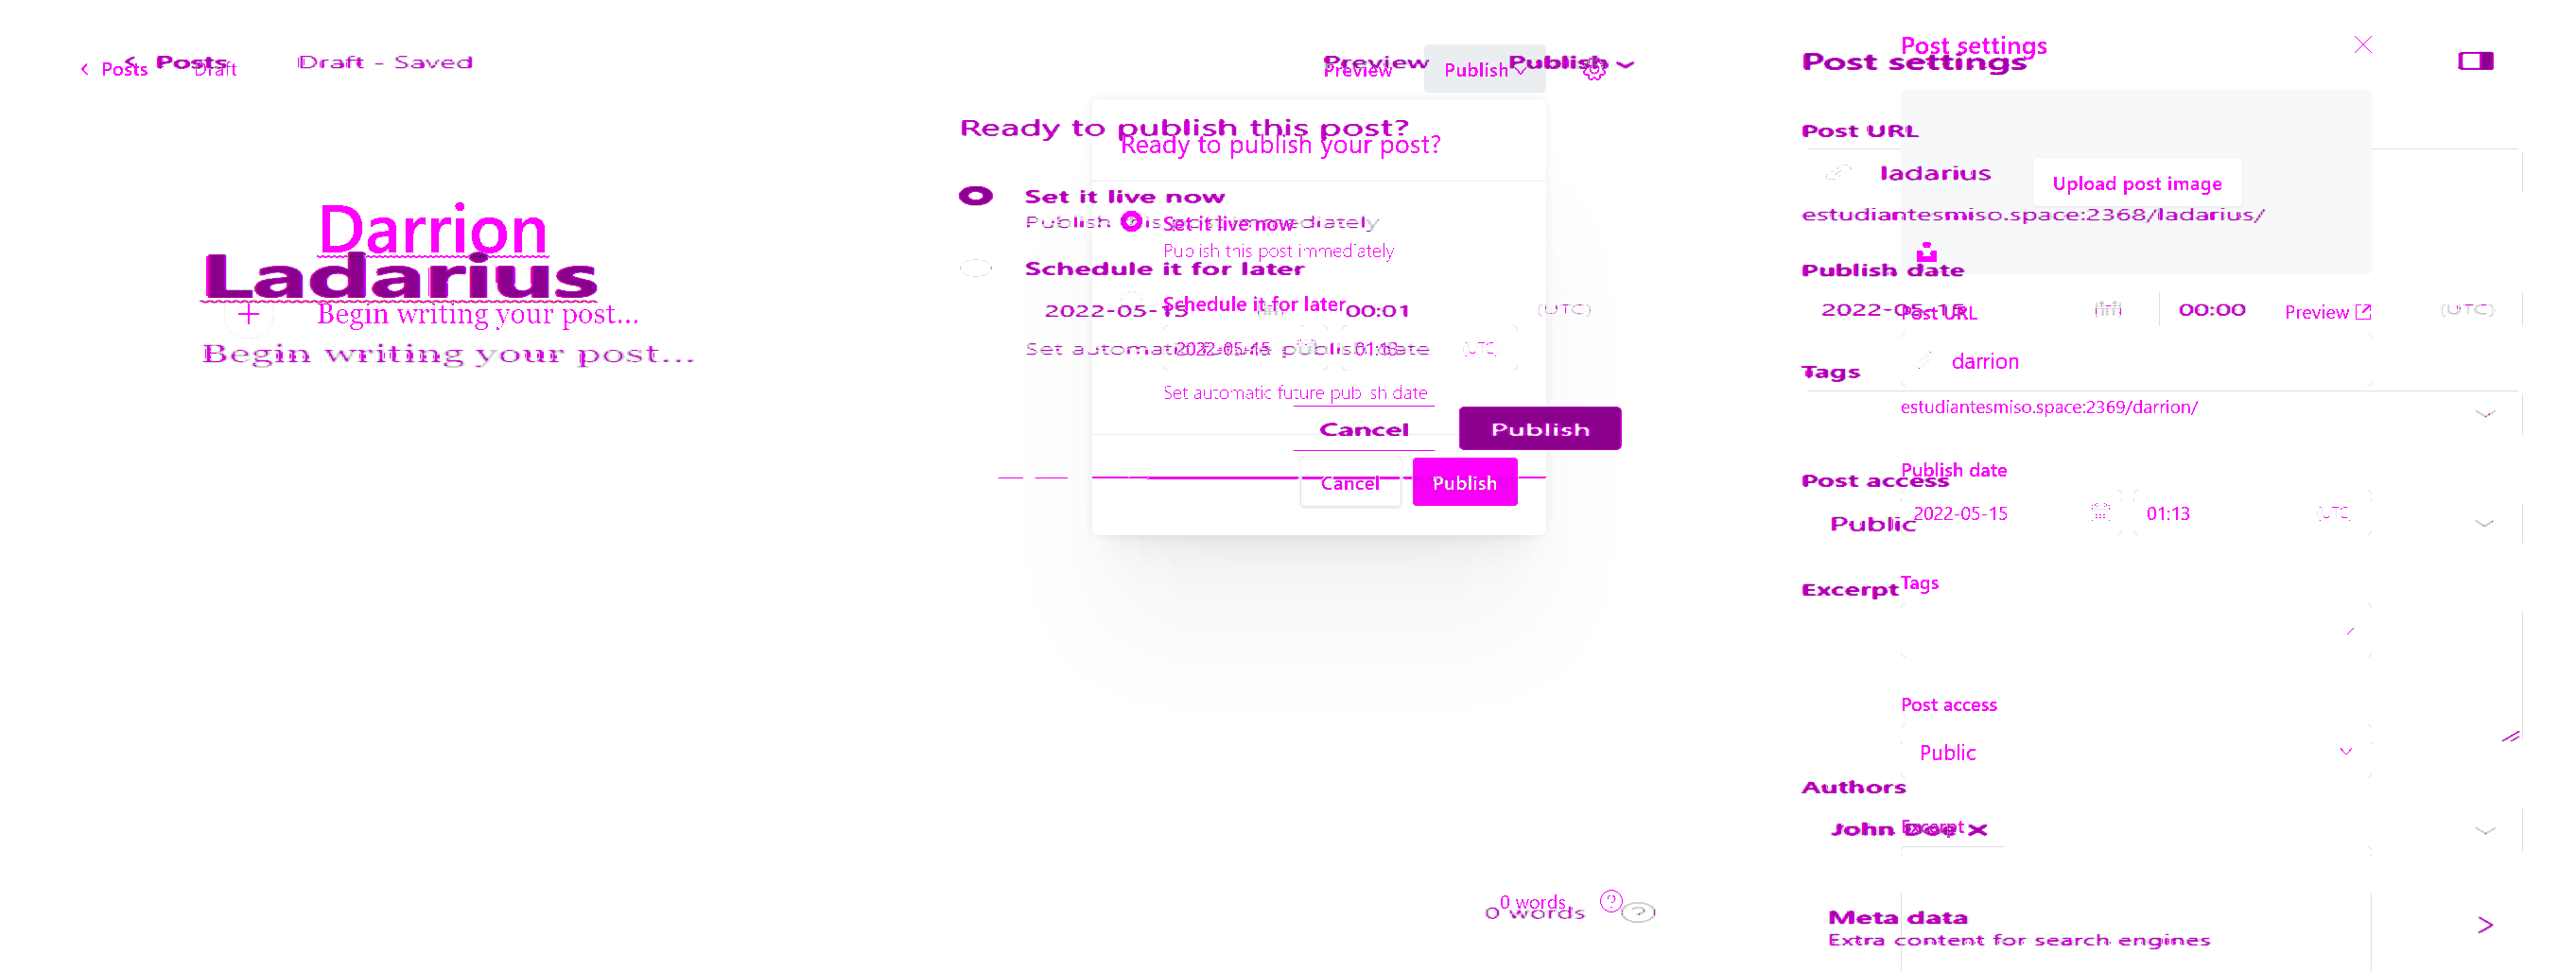 Posts Draft
Posts Draft - Saved
Preview Publish
Preview Publish
Darrion
Ladarius
Begin writing your post...
Begin writing your post...
Ready to publish this post?
Set it live now
Publish this post immediately
Schedule it for later
2022-05-15 00:01 (UTC)
Set automatic future publish date
Cancel Publish
Ready to publish your post?
Set it live now
Publish this post immediately
Schedule it for later
2022-05-15 01:13 (UTC)
Set automatic future publish date
Cancel Publish
0 words
0 words
Post settings
Post URL
ladarius
estudiantesmiso.space:2368/ladarius/
Publish date
2022-05-15 00:00 (UTC)
Tags
Post access
Public
Excerpt
Authors
John Doe ×
Meta data
Extra content for search engines
Post settings
Upload post image
Post URL Preview
darrion
estudiantesmiso.space:2369/darrion/
Publish date
2022-05-15 01:13 (UTC)
Tags
Post access
Public
Excerpt